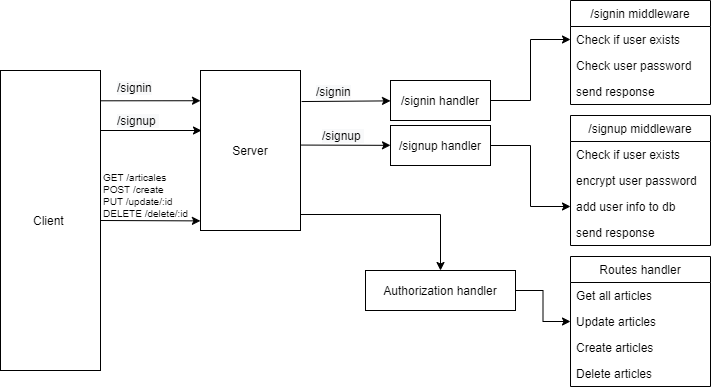 Client
/signin
/signup
GET /articales
POST /create
PUT /update/:id
DELETE /delete/:id
Server
/signin
/signup
/signin handler
/signup handler
Authorization handler
/signin middleware
Check if user exists
Check user password
send response
/signup middleware
Check if user exists
encrypt user password
add user info to db
send response
Routes handler
Get all articles
Update articles
Create articles
Delete articles